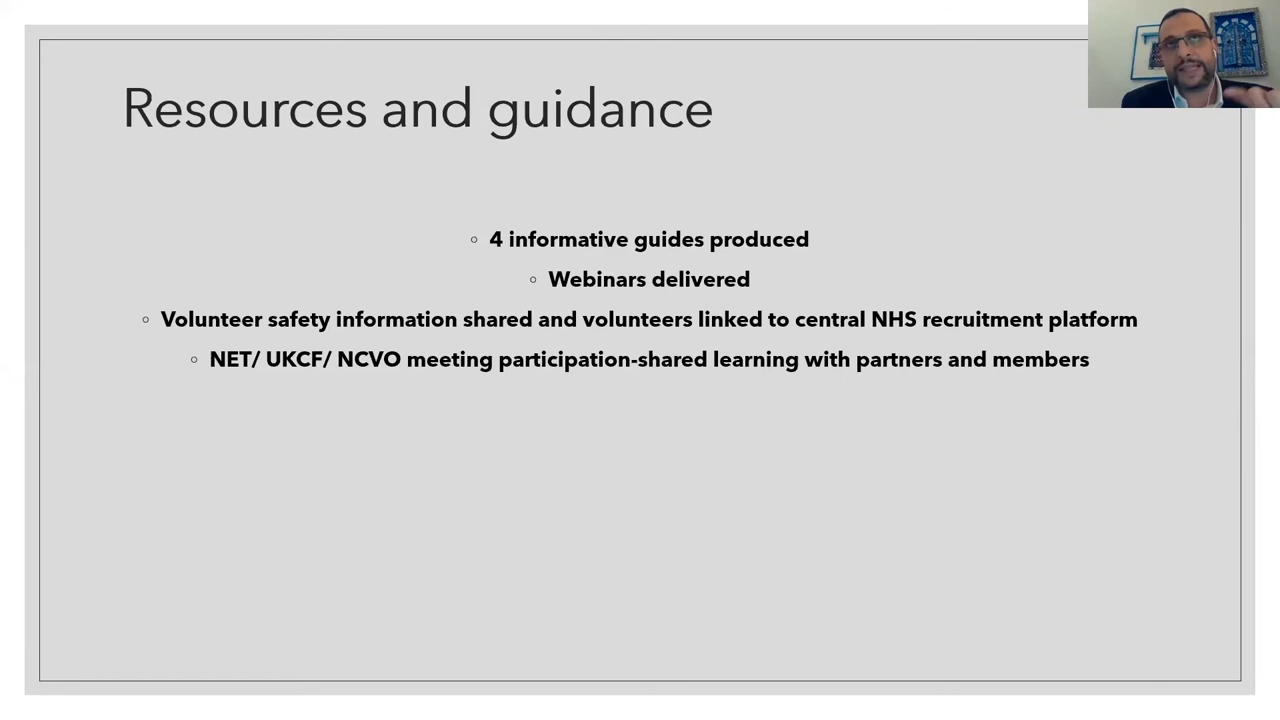 Resources and guidance
◦ 4 informative guides produced
◦ Webinars delivered
◦ Volunteer safety information shared and volunteers linked to central NHS recruitment platform
◦ NET/ UKCF/ NCVO meeting participation-shared learning with partners and members